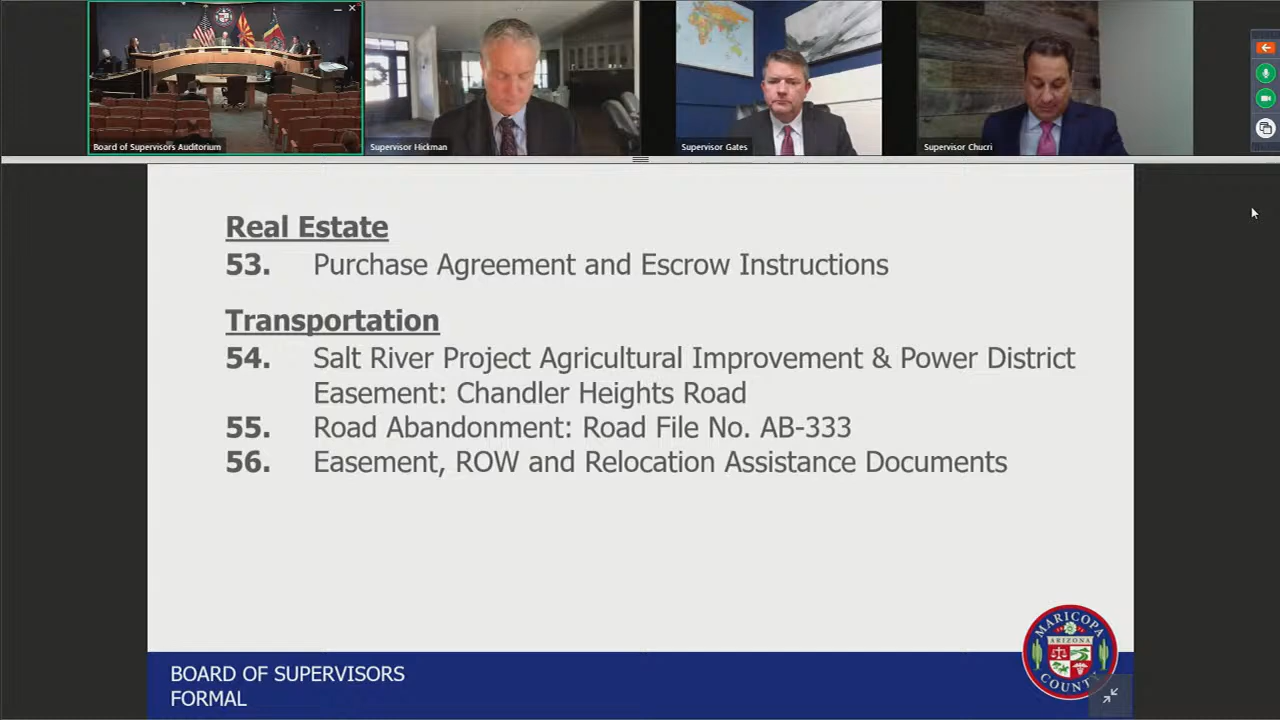 Board of Supervisors Auditorium
Supervisor Hickman
Supervisor Gates
Supervisor Chucri
Real Estate
53. Purchase Agreement and Escrow Instructions
Transportation
54. Salt River Project Agricultural Improvement & Power District
Easement: Chandler Heights Road
55. Road Abandonment: Road File No. AB-333
56. Easement, ROW and Relocation Assistance Documents
BOARD OF SUPERVISORS
FORMAL
MARICOPA
ARIZONA
COUNTY